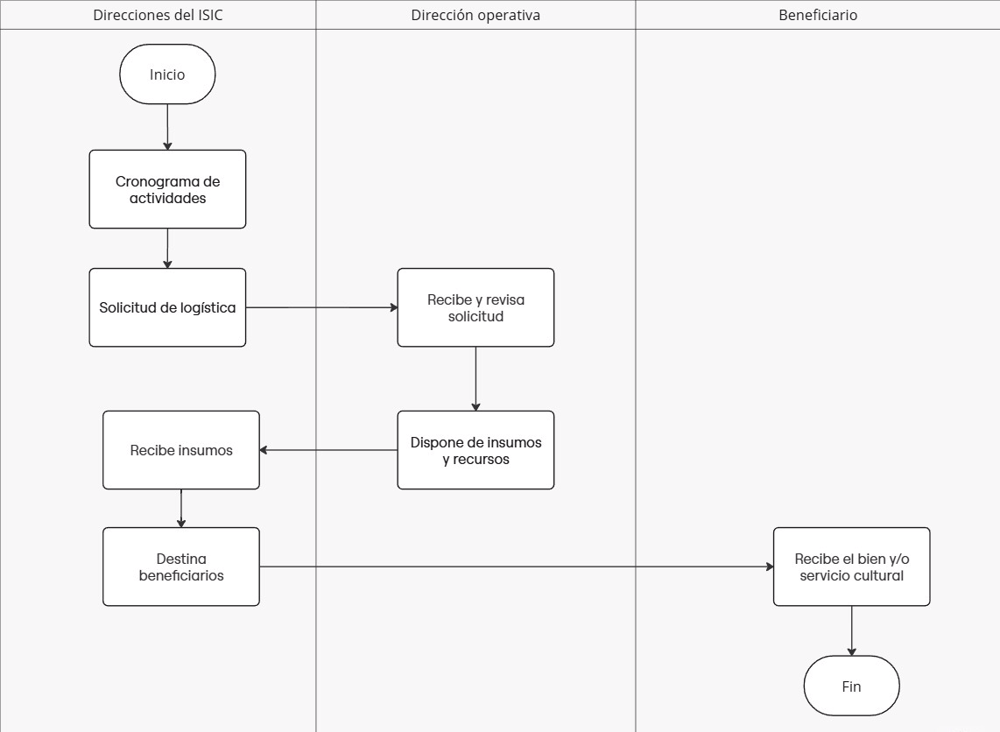 Direcciones del ISIC
Dirección operativa
Beneficiario
Inicio
Cronograma de
actividades
Solicitud de logística
Recibe y revisa
solicitud
Dispone de insumos
y recursos
Recibe insumos
Destina
beneficiarios
Recibe el bien y/o
servicio cultural
Fin